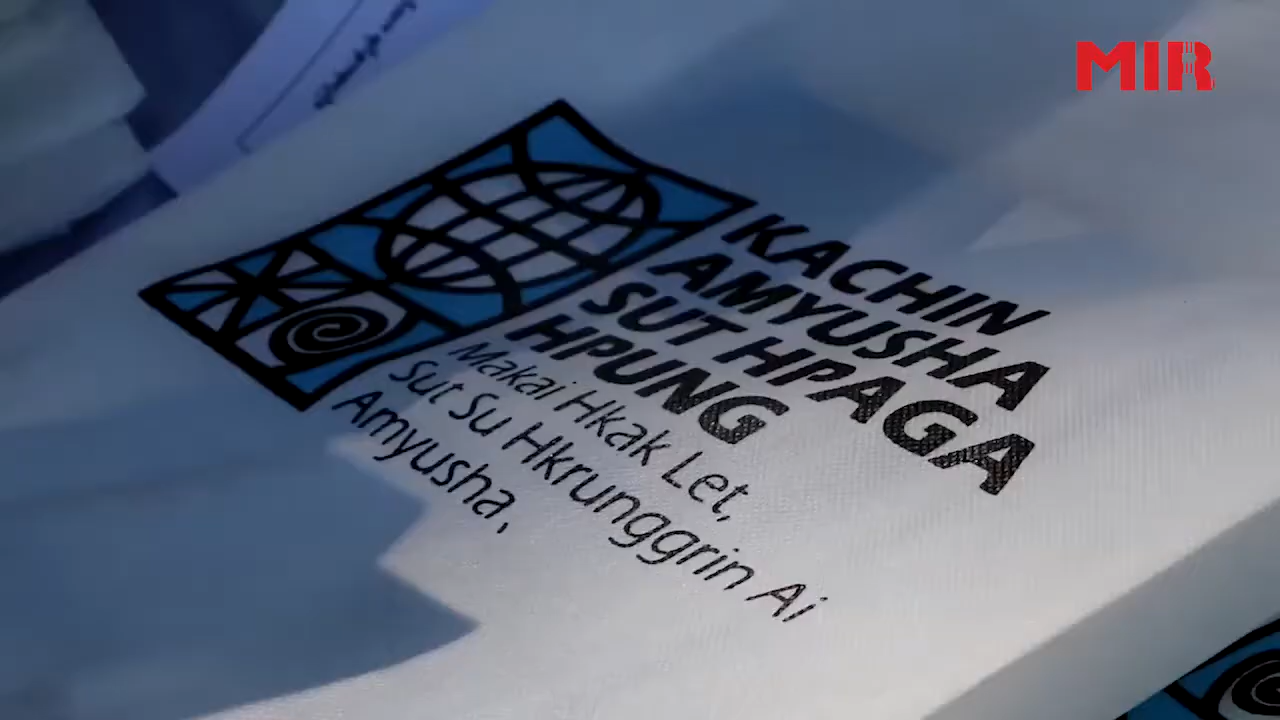 MIR
KACHIN
AMYUSHA
SUT HPAGA
HPUNG
Makai Hkak Let,
Sut Su Hkrunggrin Ai
Amyusha,